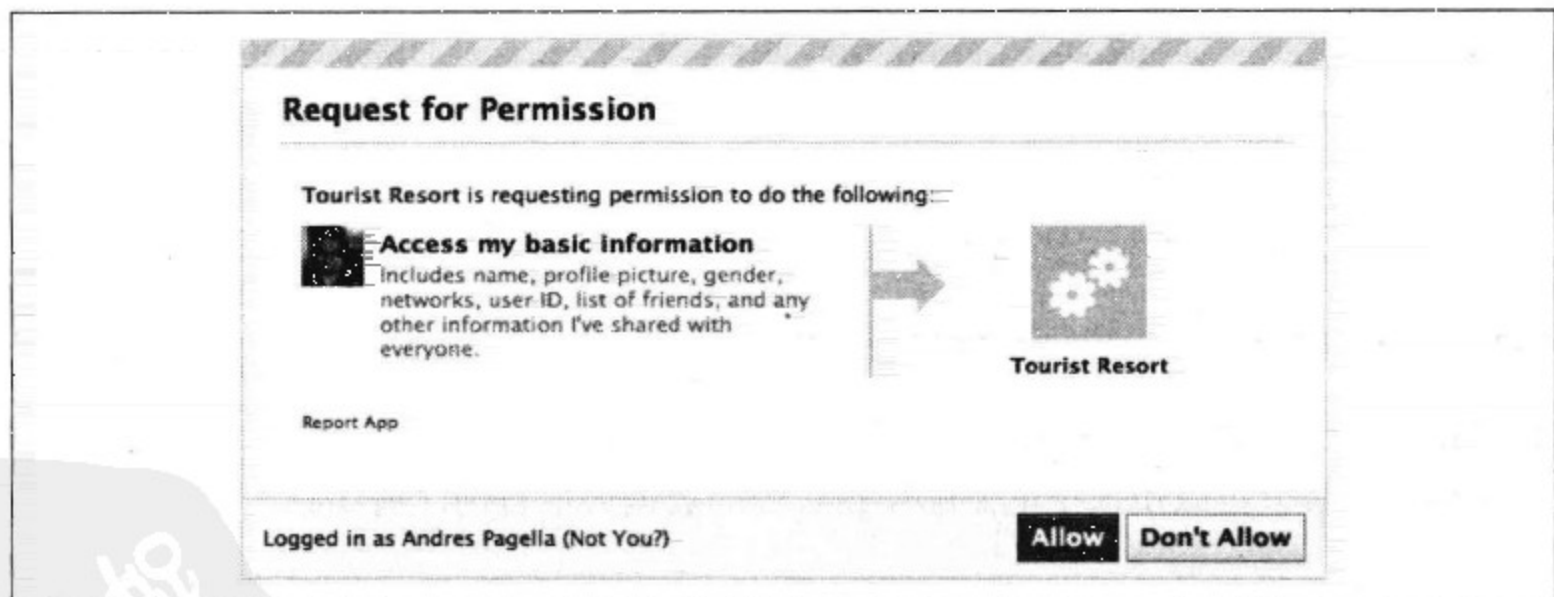 Request for Permission
Tourist Resort is requesting permission to do the following:
Access my basic information
Includes name, profile picture, gender,
networks, user ID, list of friends, and any
other information I've shared with
everyone.
Tourist Resort
Report App
Logged in as Andres Pagella (Not You?)
Allow
Don't Allow